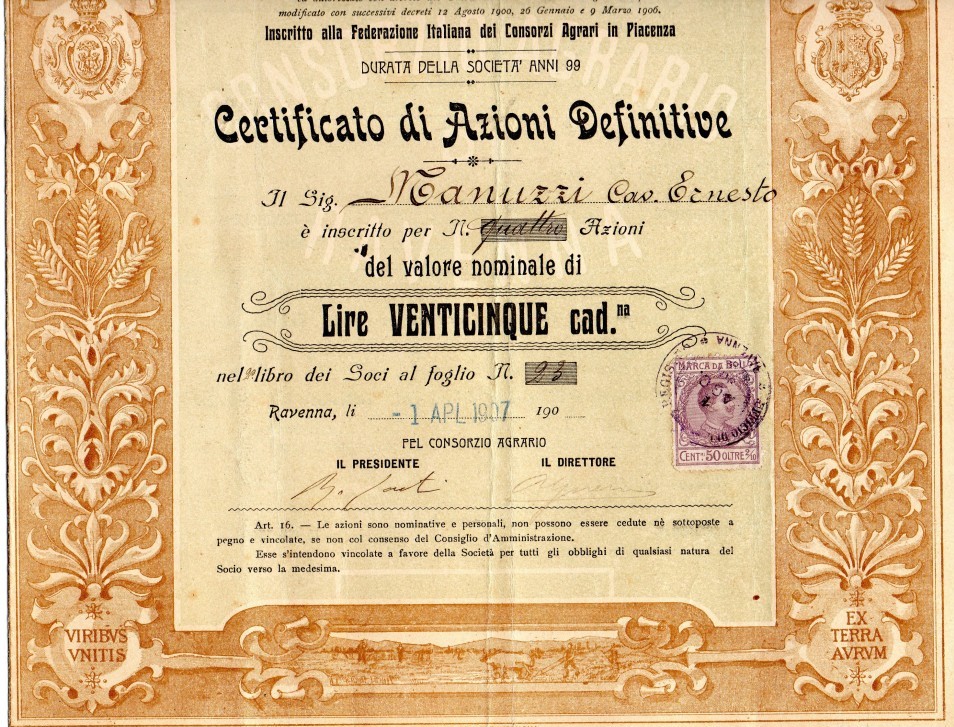 modificato con successivi decreti 12 Agosto 1900, 26 Gennaio e 9 Marzo 1906.
Inscritto alla Federazione Italiana dei Consorzi Agrari in Piacenza
DURATA DELLA SOCIETA' ANNI 99
Certificato di Azioni Definitive
Il Sig. Manuzzi Cav. Ernesto
è inscritto per N. quattro Azioni
del valore nominale di
Lire VENTICINQUE cad.na
nel libro dei Soci al foglio N. 23
Ravenna, li - 1 APL 1907 190
PEL CONSORZIO AGRARIO
IL PRESIDENTE IL DIRETTORE
MARCA DA BOLLO
CENT.i 50 OLTRE 2/10
Art. 16. — Le azioni sono nominative e personali, non possono essere cedute nè sottoposte a
pegno e vincolate, se non col consenso del Consiglio d'Amministrazione.
Esse s'intendono vincolate a favore della Società per tutti gli obblighi di qualsiasi natura del
Socio verso la medesima.
VIRIBVS
VNITIS
EX
TERRA
AVRVM